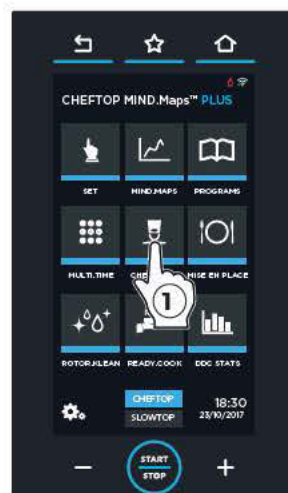 CHEFTOP MIND.Maps™ PLUS
SET MIND.MAPS PROGRAMS
MULTI.TIME MISE EN PLACE
1
ROTOR.KLEAN READY.COOK DDC STATS
CHEFTOP 18:30
SLOWTOP 23/10/2017
START
STOP